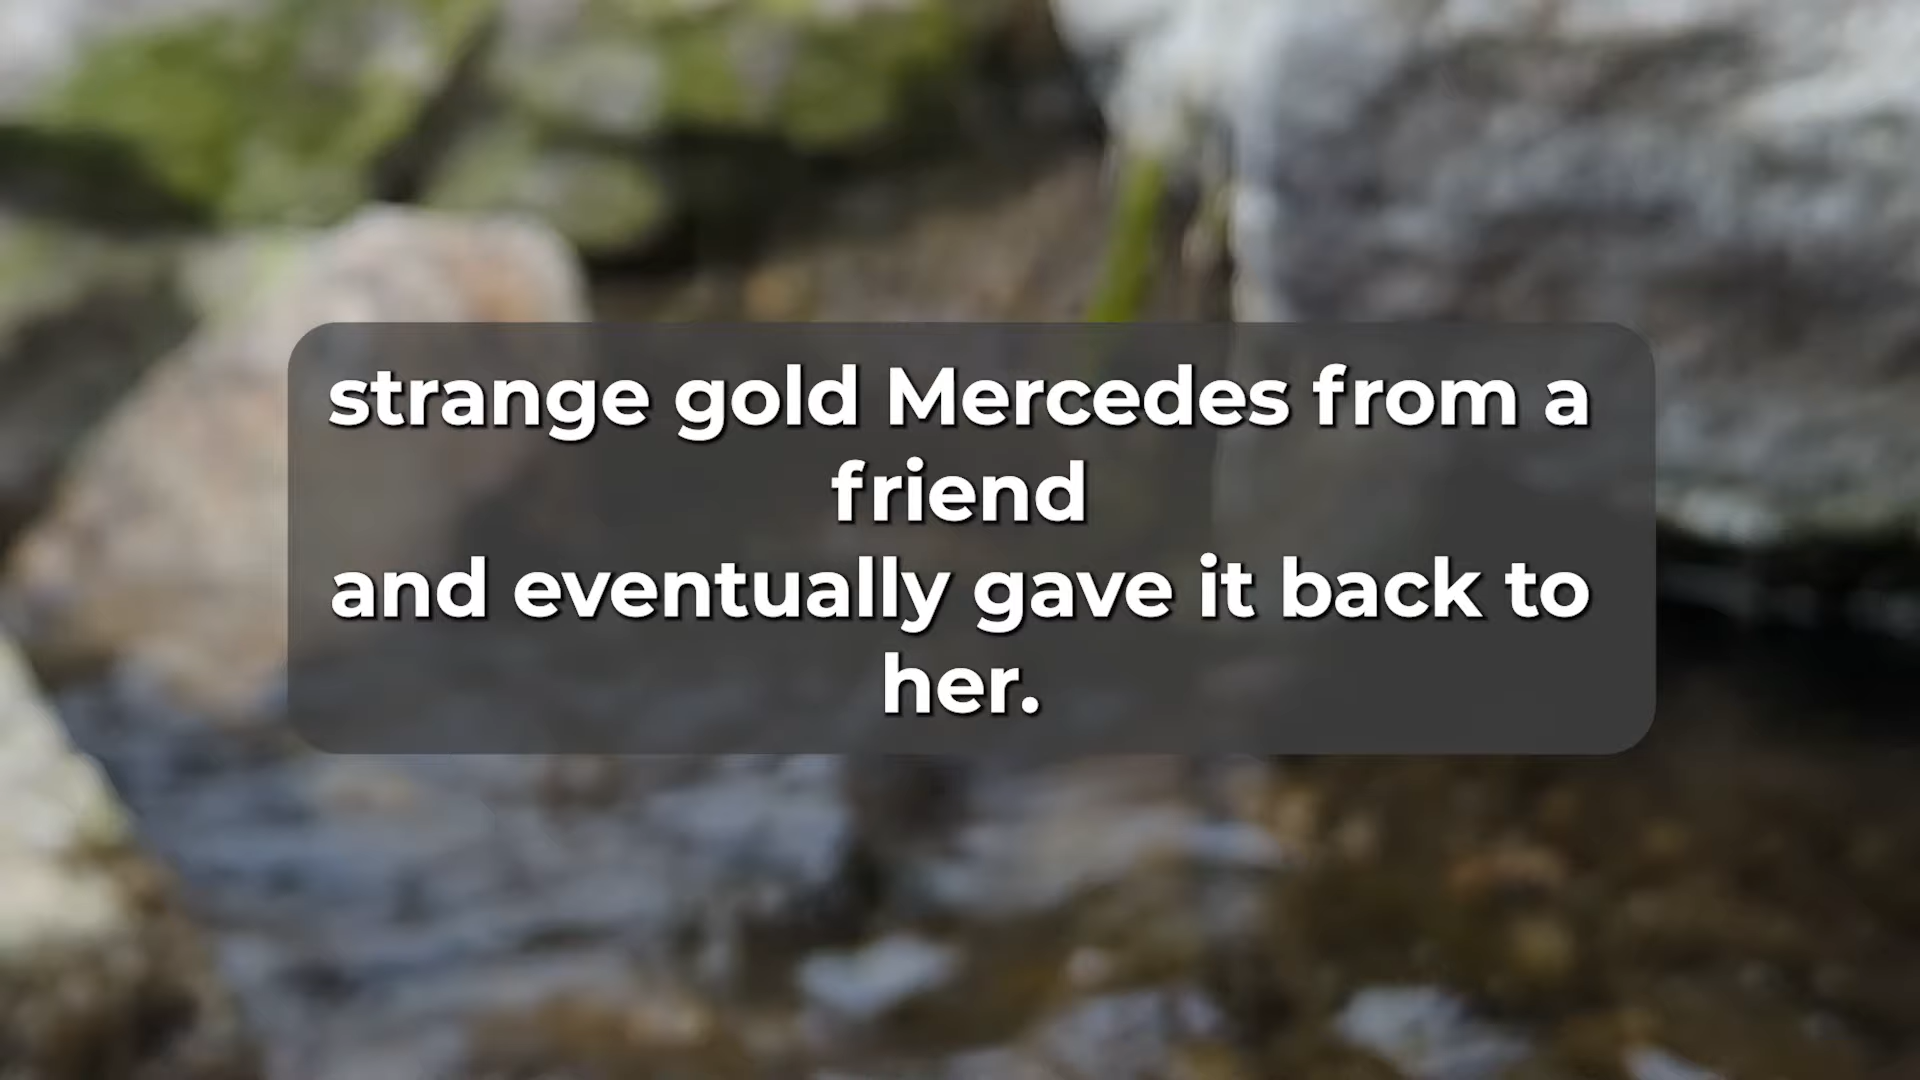 strange gold Mercedes from a
friend
and eventually gave it back to
her.